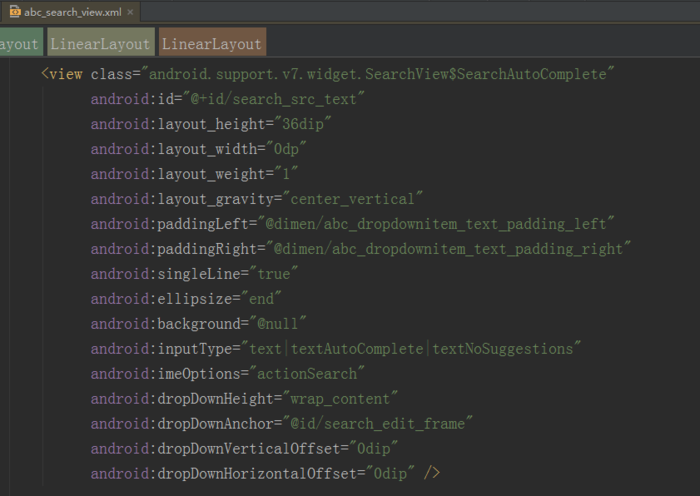 abc_search_view.xml ×
ayout LinearLayout LinearLayout
<view class="android.support.v7.widget.SearchView$SearchAutoComplete"
android:id="@+id/search_src_text"
android:layout_height="36dip"
android:layout_width="0dp"
android:layout_weight="1"
android:layout_gravity="center_vertical"
android:paddingLeft="@dimen/abc_dropdownitem_text_padding_left"
android:paddingRight="@dimen/abc_dropdownitem_text_padding_right"
android:singleLine="true"
android:ellipsize="end"
android:background="@null"
android:inputType="text|textAutoComplete|textNoSuggestions"
android:imeOptions="actionSearch"
android:dropDownHeight="wrap_content"
android:dropDownAnchor="@id/search_edit_frame"
android:dropDownVerticalOffset="0dip"
android:dropDownHorizontalOffset="0dip" />